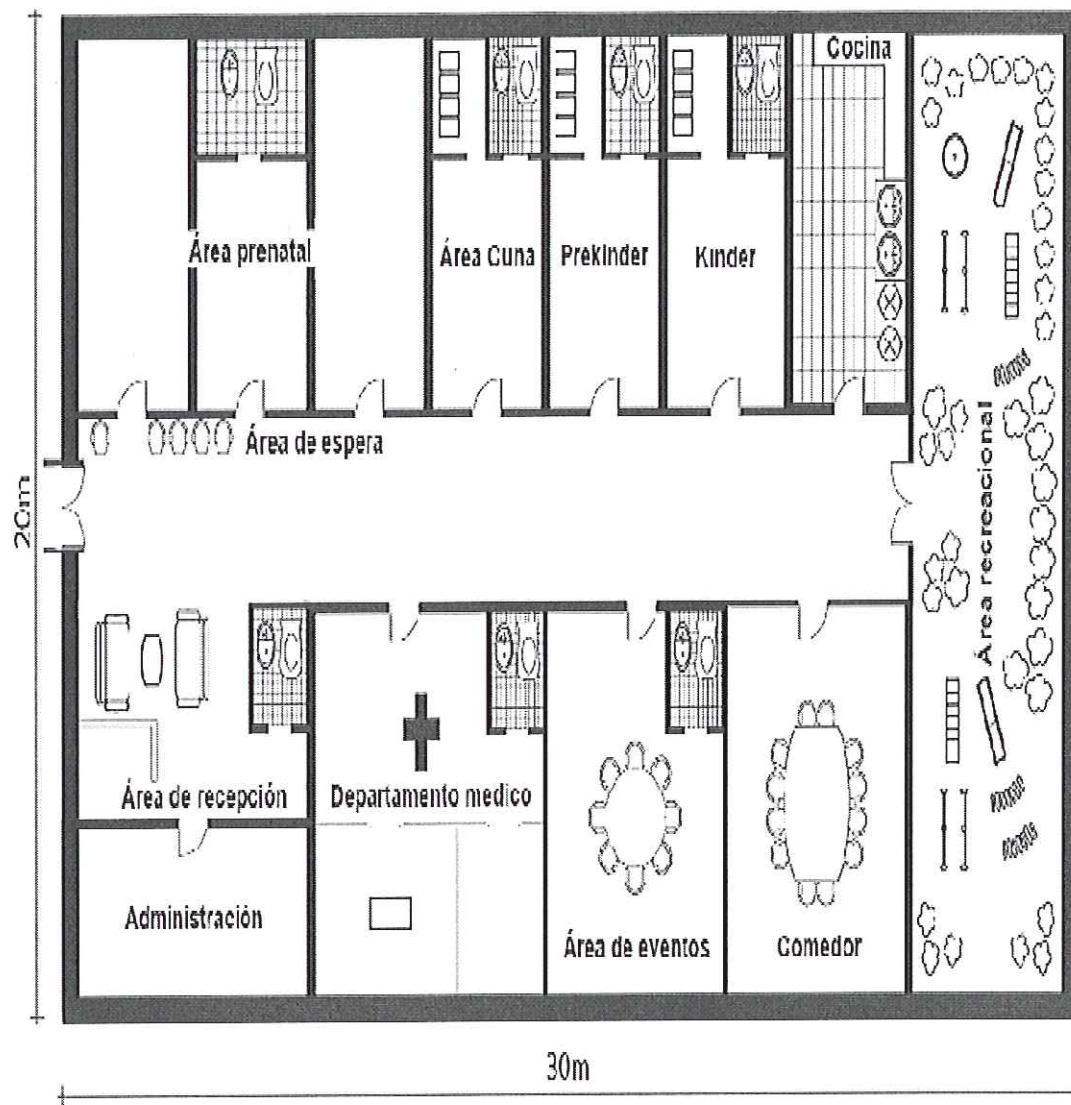 Cocina
Área prenatal
Área Cuna
Prekinder
Kinder
Área de espera
20m
Área recreacional
Área de recepción
Departamento medico
Administración
Área de eventos
Comedor
30m